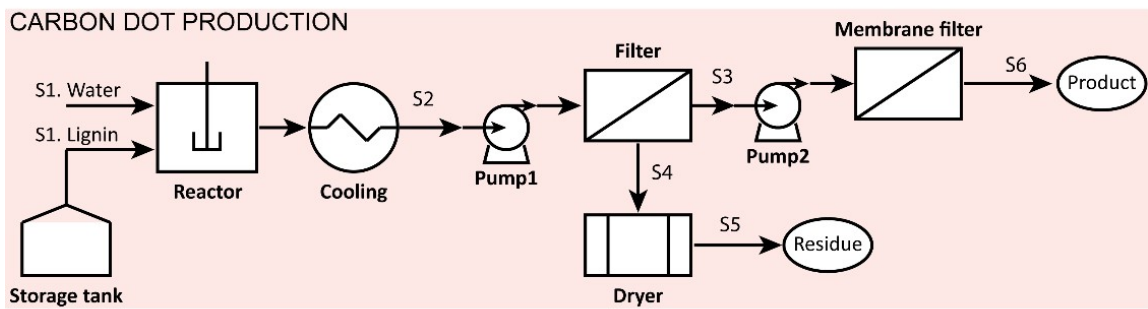 CARBON DOT PRODUCTION
Membrane filter
Filter
S1. Water
S2
S3
S6
Product
S1. Lignin
Pump2
Reactor
Cooling
Pump1
S4
S5
Residue
Storage tank
Dryer